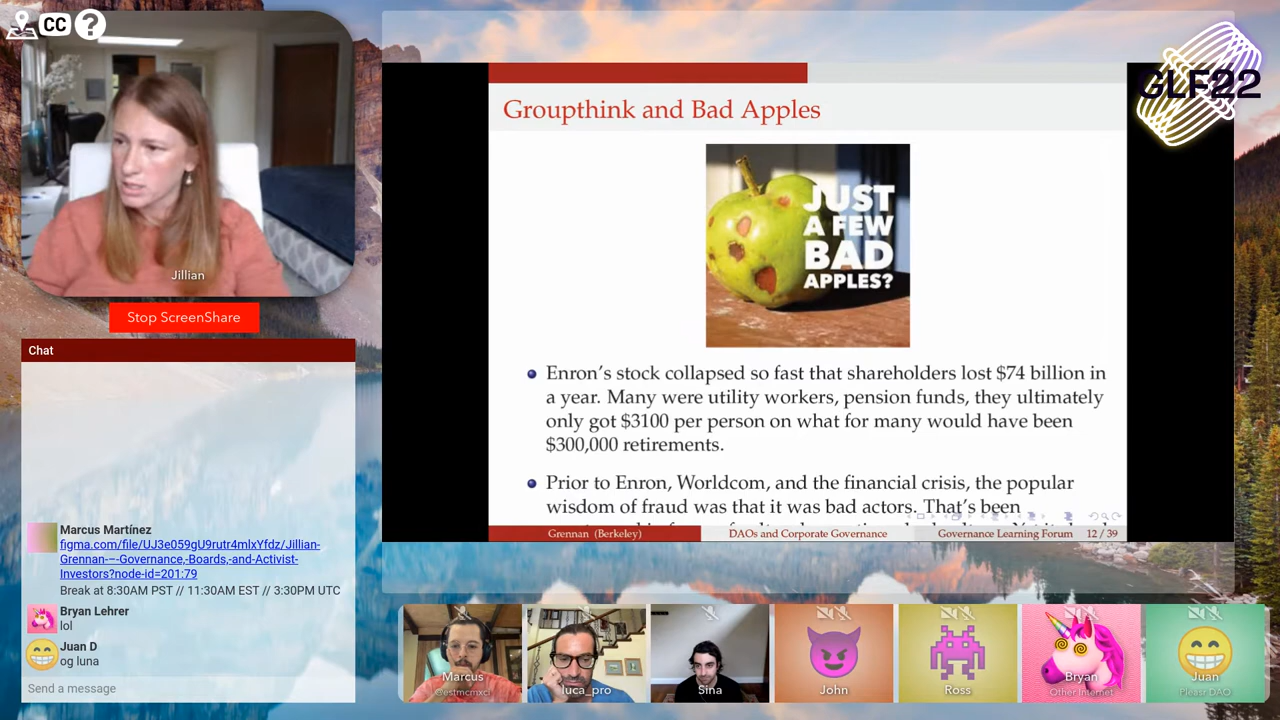 CC
?
Jillian
Stop ScreenShare
Chat
Marcus Martínez
figma.com/file/UJ3e059gU9rutr4mlxYfdz/Jillian-
Grennan-–-Governance,-Boards,-and-Activist-
Investors?node-id=201:79
Break at 8:30AM PST // 11:30AM EST // 3:30PM UTC
Bryan Lehrer
lol
Juan D
og luna
Send a message
GLF22
Groupthink and Bad Apples
JUST
A FEW
BAD
APPLES?
Enron's stock collapsed so fast that shareholders lost $74 billion in
a year. Many were utility workers, pension funds, they ultimately
only got $3100 per person on what for many would have been
$300,000 retirements.
Prior to Enron, Worldcom, and the financial crisis, the popular
wisdom of fraud was that it was bad actors. That's been
Grennan (Berkeley)
DAOs and Corporate Governance
Governance Learning Forum
12 / 39
Marcus
@estmcmxci
luca_pro
Sina
John
Ross
Bryan
Other Internet
Juan
Pleasr DAO